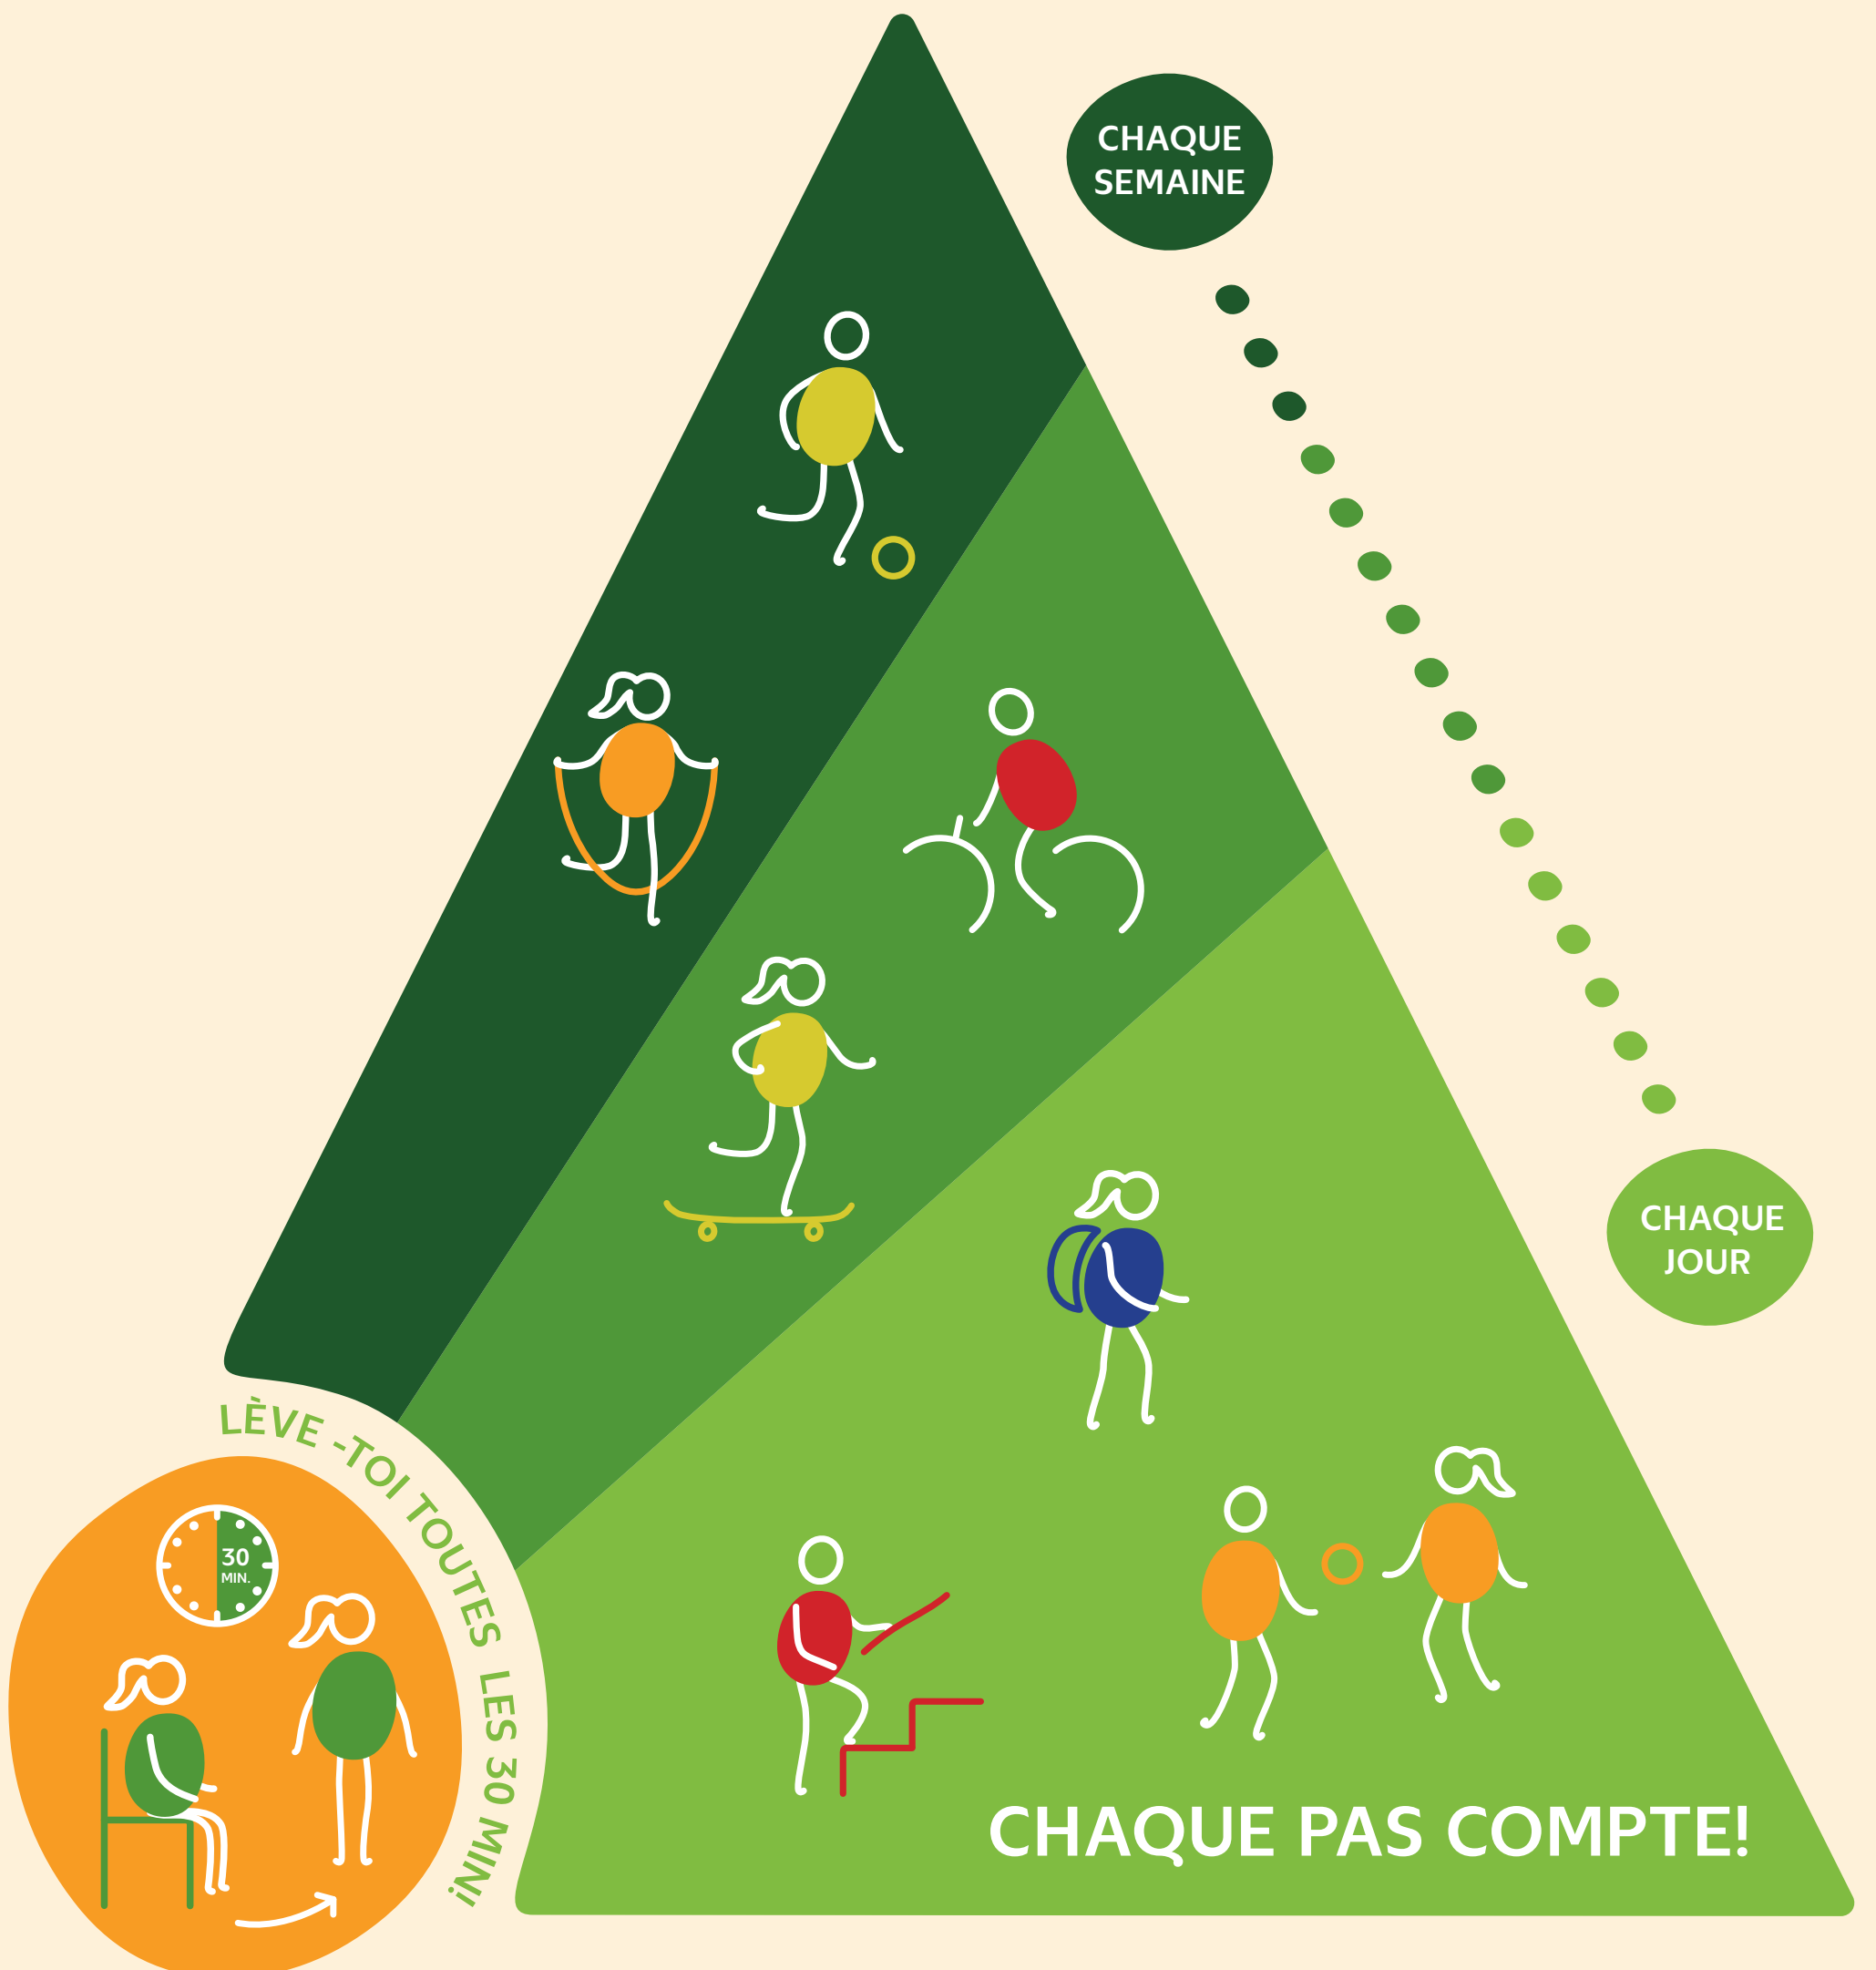 CHAQUE
SEMAINE
CHAQUE
JOUR
LÈVE -TOI TOUTES LES 30 MIN!
30
MIN.
CHAQUE PAS COMPTE!